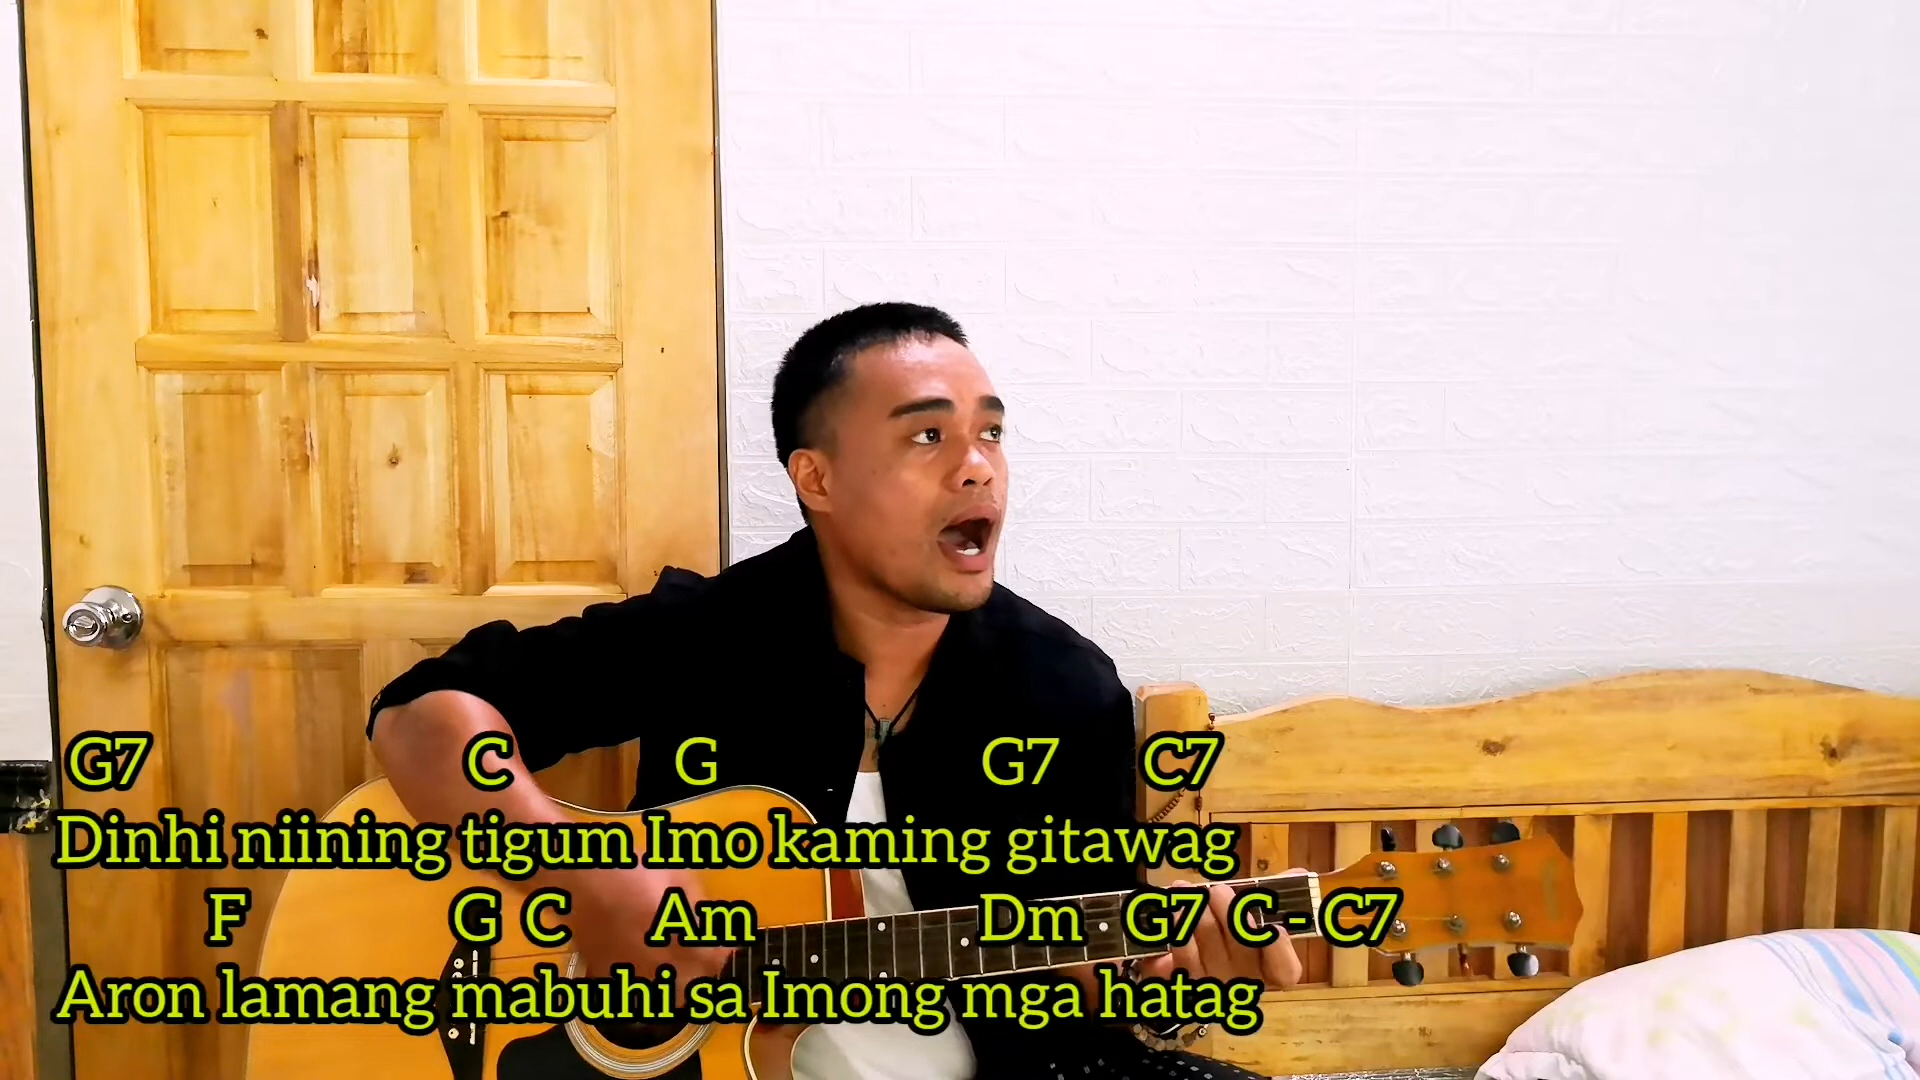 G7 C G G7 C7
Dinhi niining tigum Imo kaming gitawag
F G C Am Dm G7 C - C7
Aron lamang mabuhi sa Imong mga hatag